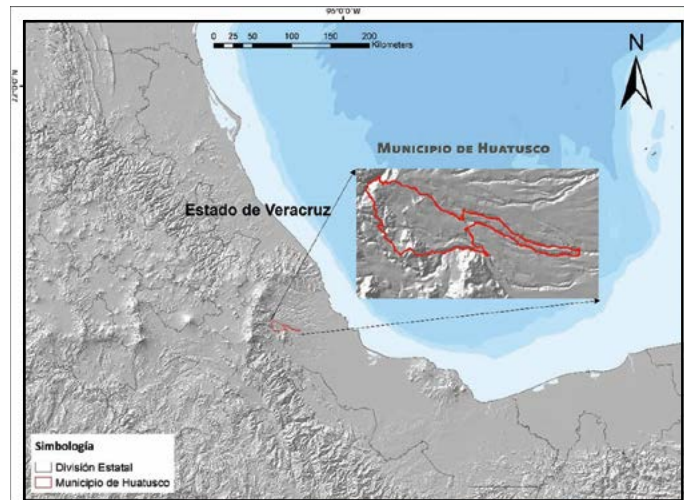 96°0'0"W
0 25 50 100 150 200
Kilometers
N
MUNICIPIO DE HUATUSCO
Estado de Veracruz
Simbología
División Estatal
Municipio de Huatusco